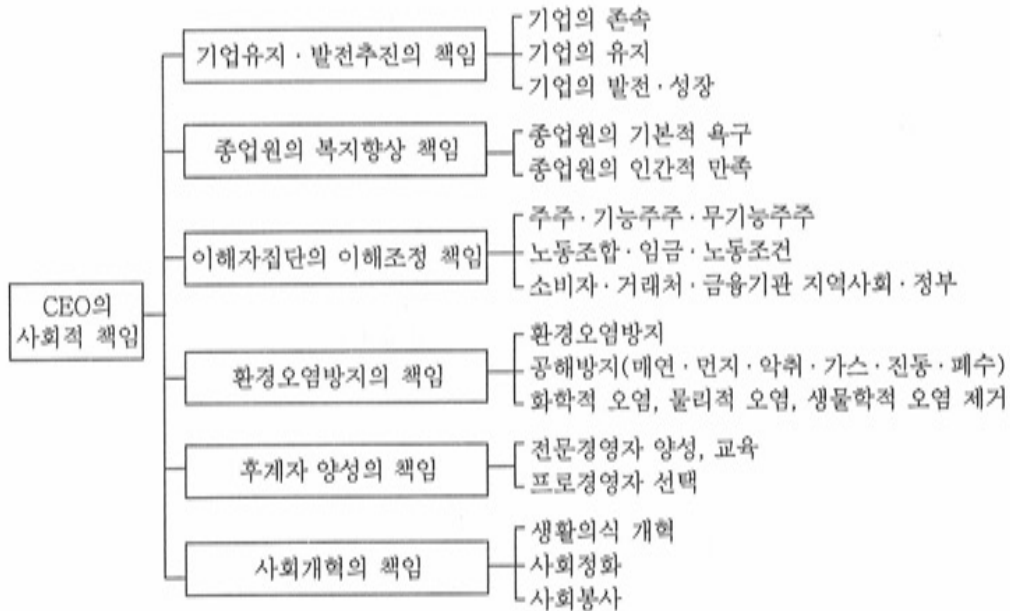 CEO의
사회적 책임
기업유지·발전추진의 책임
기업의 존속
기업의 유지
기업의 발전·성장
종업원의 복지향상 책임
종업원의 기본적 욕구
종업원의 인간적 만족
이해자집단의 이해조정 책임
주주·기능주주·무기능주주
노동조합·임금·노동조건
소비자·거래처·금융기관 지역사회·정부
환경오염방지의 책임
환경오염방지
공해방지(매연·먼지·악취·가스·진동·폐수)
화학적 오염, 물리적 오염, 생물학적 오염 제거
후계자 양성의 책임
전문경영자 양성, 교육
프로경영자 선택
사회개혁의 책임
생활의식 개혁
사회정화
사회봉사